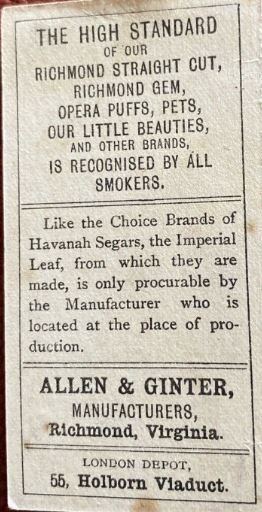 THE HIGH STANDARD
OF OUR
RICHMOND STRAIGHT CUT,
RICHMOND GEM,
OPERA PUFFS, PETS,
OUR LITTLE BEAUTIES,
AND OTHER BRANDS,
IS RECOGNISED BY ALL
SMOKERS.
Like the Choice Brands of
Havanah Segars, the Imperial
Leaf, from which they are
made, is only procurable by
the Manufacturer who is
located at the place of pro-
duction.
ALLEN & GINTER,
MANUFACTURERS,
Richmond, Virginia.
LONDON DEPOT,
55, Holborn Viaduct.